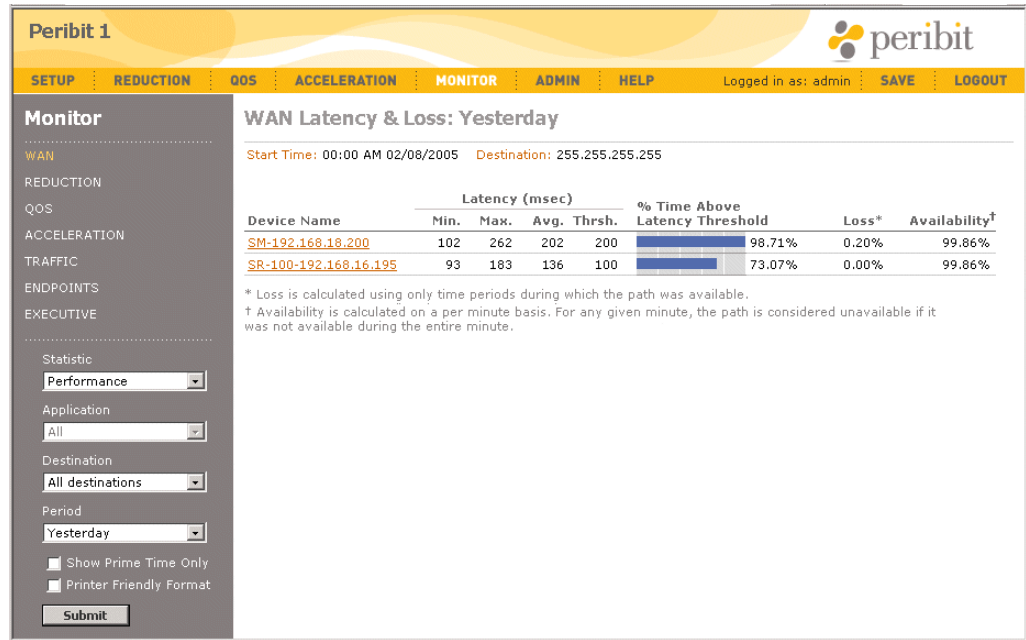 Peribit 1
peribit
SETUP REDUCTION QOS ACCELERATION MONITOR ADMIN HELP Logged in as: admin SAVE LOGOUT
Monitor
WAN
REDUCTION
QOS
ACCELERATION
TRAFFIC
ENDPOINTS
EXECUTIVE
Statistic
Performance
Application
All
Destination
All destinations
Period
Yesterday
Show Prime Time Only
Printer Friendly Format
Submit
WAN Latency & Loss: Yesterday
Start Time: 00:00 AM 02/08/2005 Destination: 255.255.255.255
Latency (msec)
% Time Above
Device Name Min. Max. Avg. Thrsh. Latency Threshold Loss* Availability†
SM-192.168.18.200 102 262 202 200 98.71% 0.20% 99.86%
SR-100-192.168.16.195 93 183 136 100 73.07% 0.00% 99.86%
* Loss is calculated using only time periods during which the path was available.
† Availability is calculated on a per minute basis. For any given minute, the path is considered unavailable if it
was not available during the entire minute.